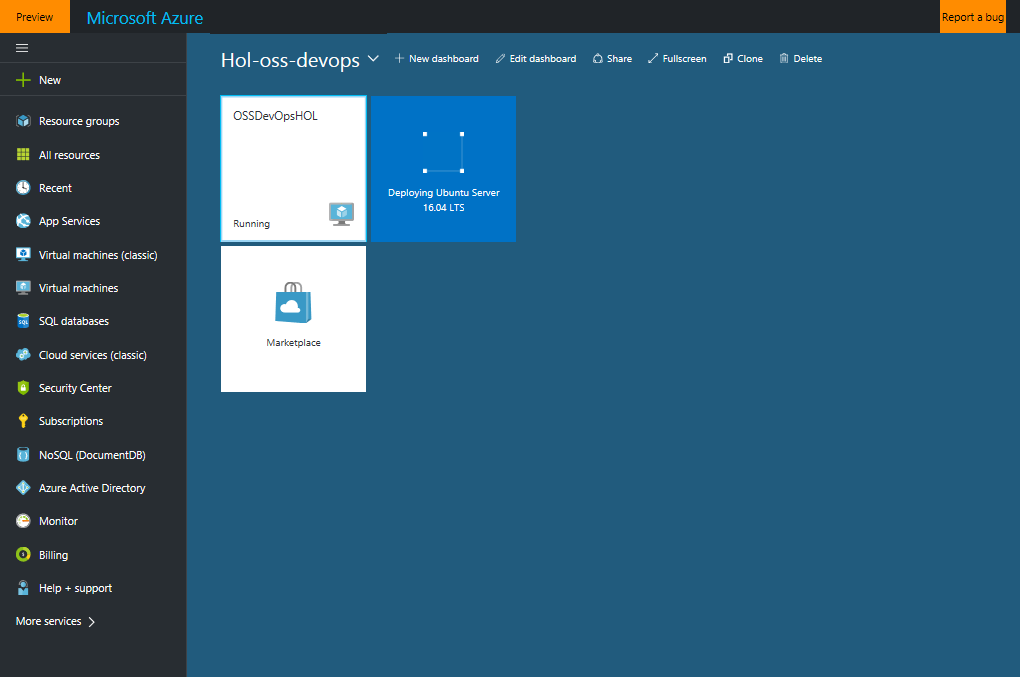 Preview
Microsoft Azure
Report a bug
New
Resource groups
All resources
Recent
App Services
Virtual machines (classic)
Virtual machines
SQL
SQL databases
Cloud services (classic)
Security Center
Subscriptions
NoSQL (DocumentDB)
Azure Active Directory
Monitor
Billing
Help + support
More services
Hol-oss-devops
New dashboard
Edit dashboard
Share
Fullscreen
Clone
Delete
OSSDevOpsHOL
Running
Deploying Ubuntu Server
16.04 LTS
Marketplace